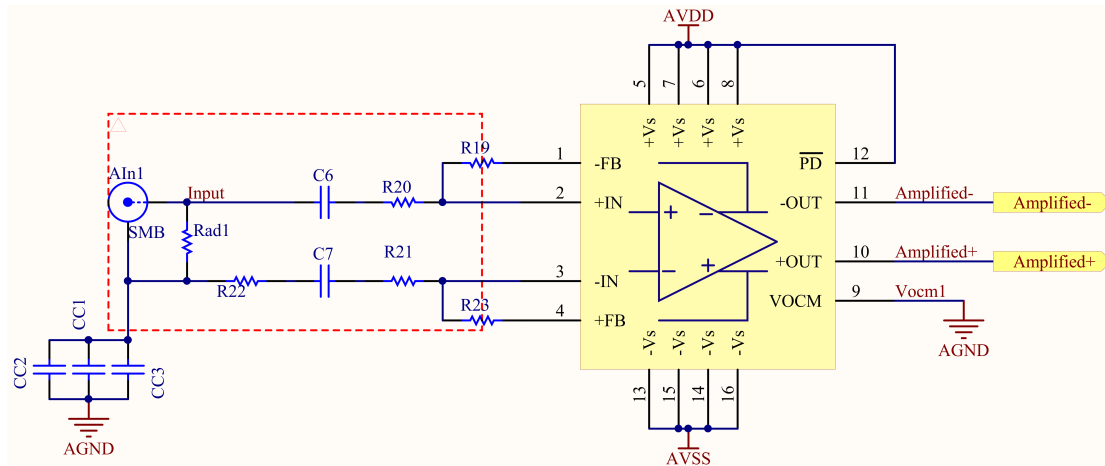 AVDD
5
7
6
8
+Vs
+Vs
+Vs
+Vs
R19
1
-FB
PD
12
AIn1
Input
C6
R20
2
+IN
-OUT
11
Amplified-
Amplified-
SMB
Rad1
+
−
R22
C7
R21
3
-IN
−
+
+OUT
10
Amplified+
Amplified+
R23
4
+FB
VOCM
9
Vocm1
AGND
CC1
CC2
CC3
AGND
-Vs
-Vs
-Vs
-Vs
13
15
14
16
AVSS